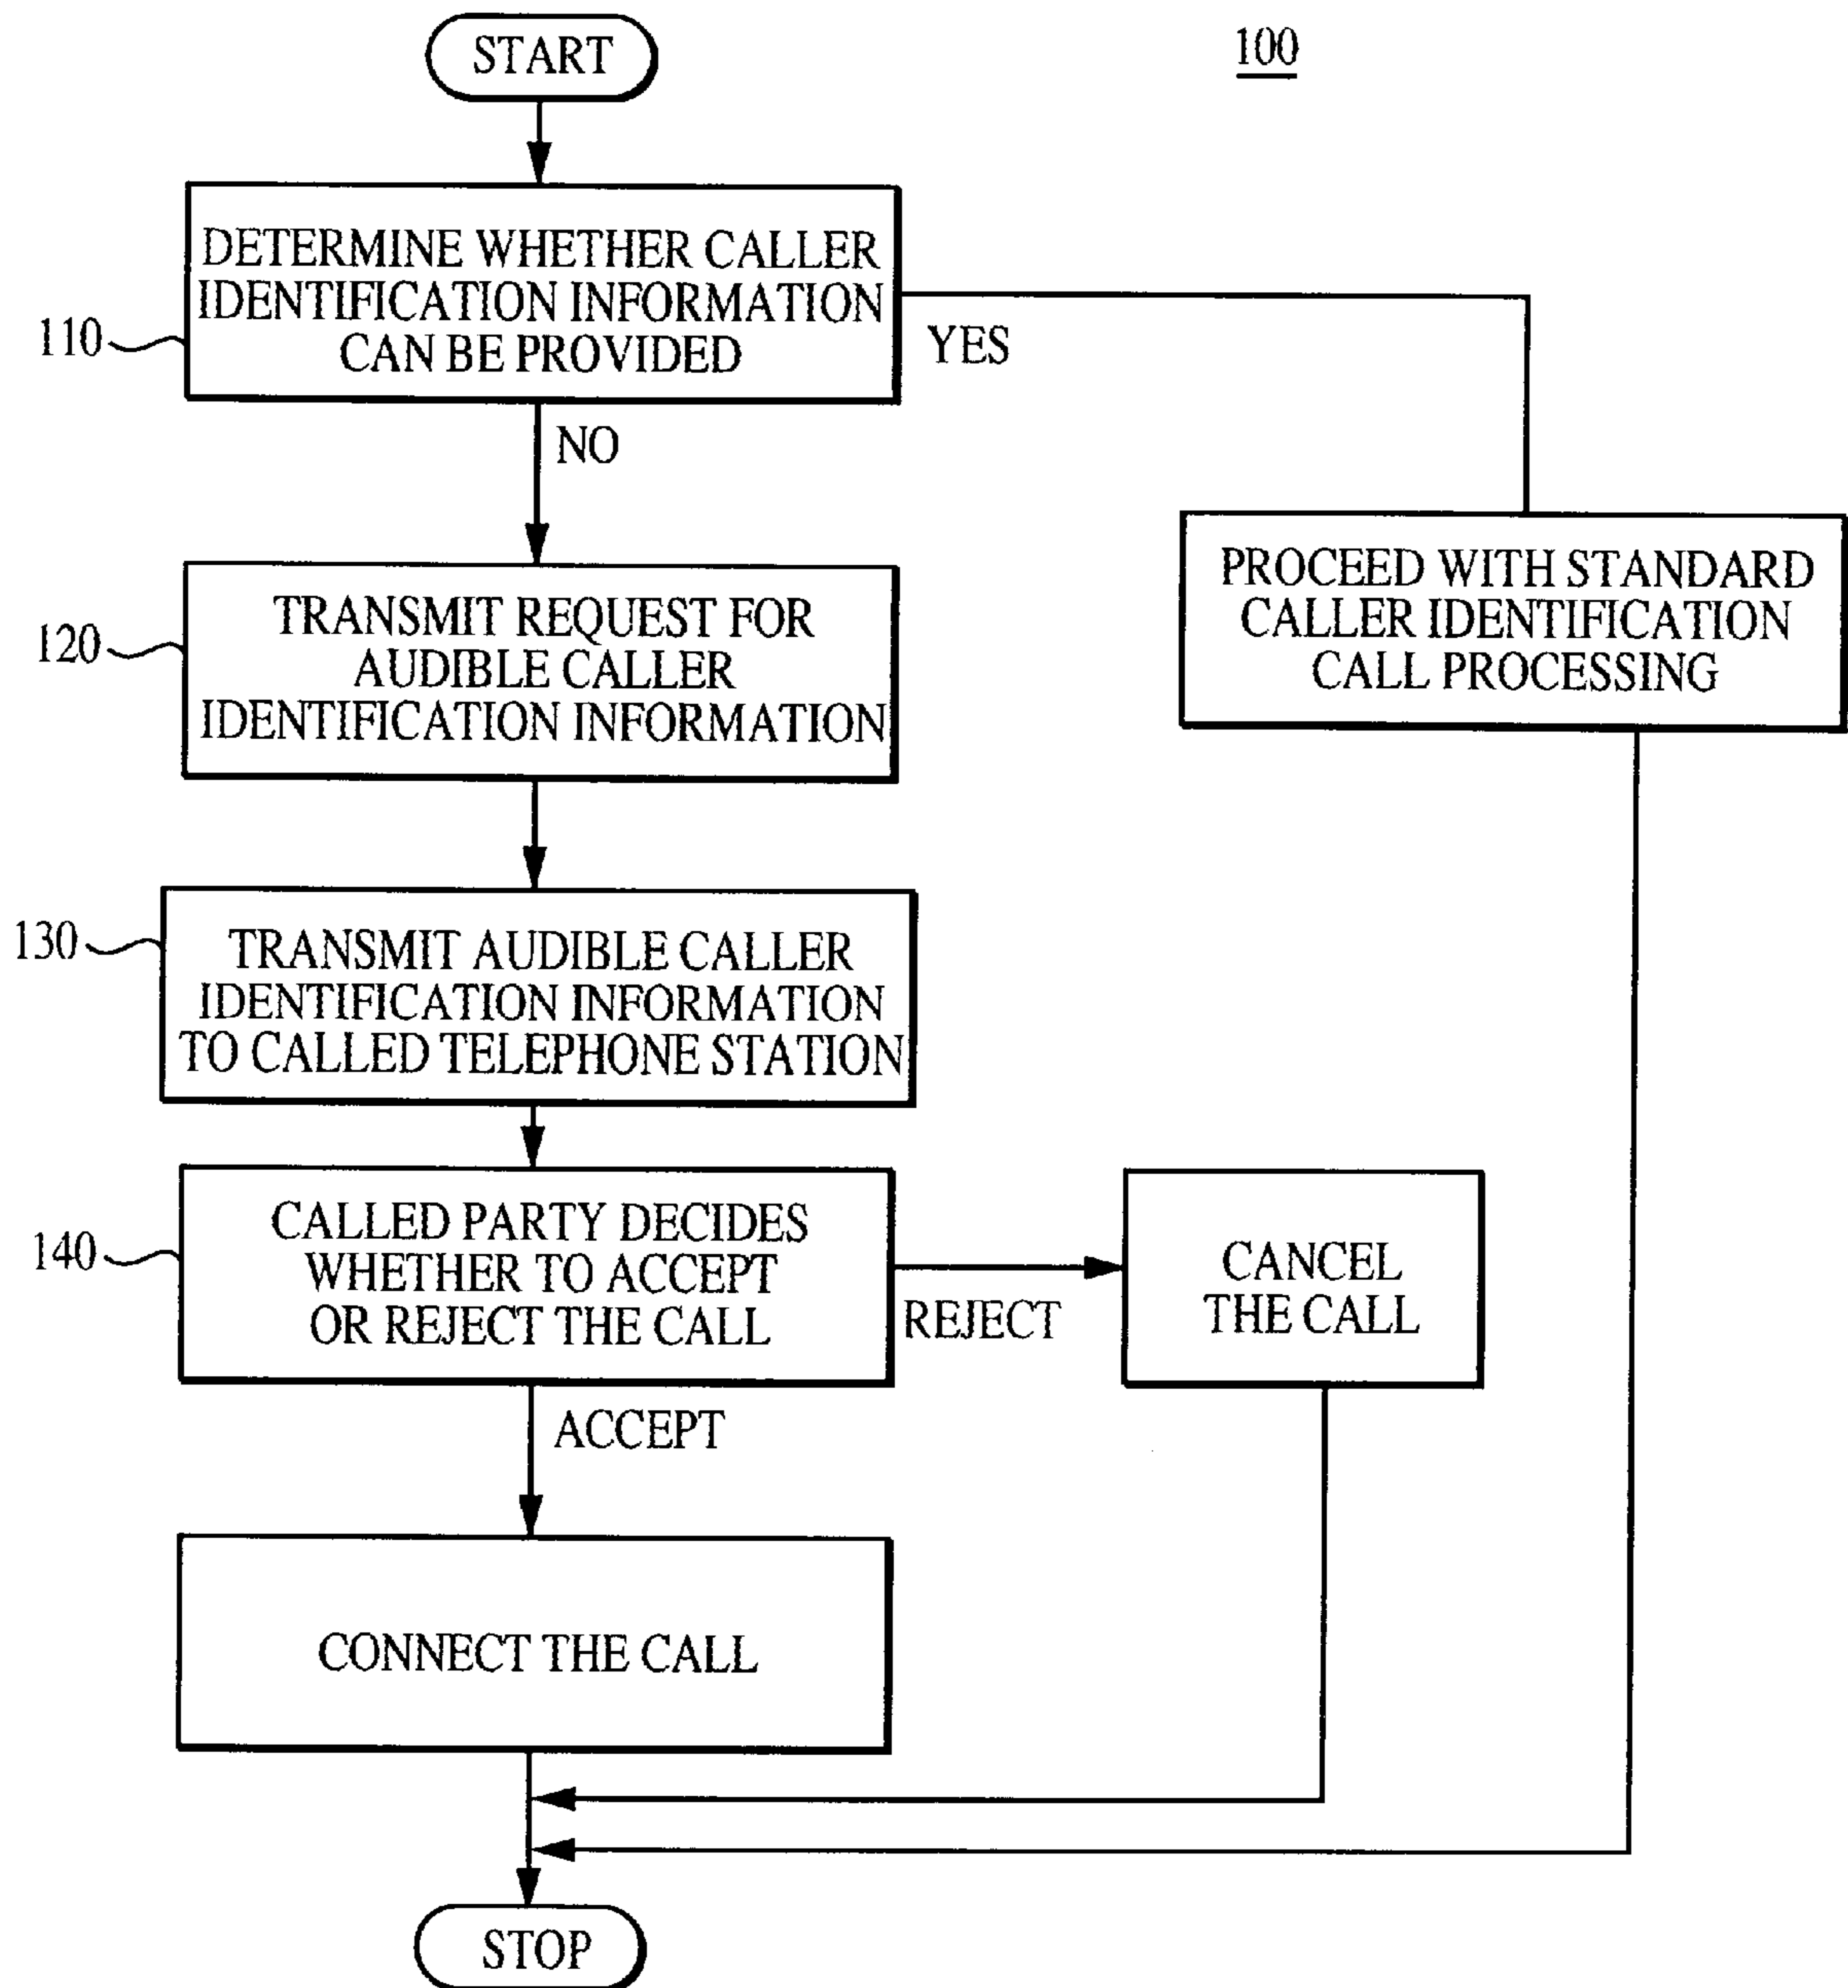 START
100
DETERMINE WHETHER CALLER
IDENTIFICATION INFORMATION
CAN BE PROVIDED
110
YES
NO
PROCEED WITH STANDARD
CALLER IDENTIFICATION
CALL PROCESSING
TRANSMIT REQUEST FOR
AUDIBLE CALLER
IDENTIFICATION INFORMATION
120
130
TRANSMIT AUDIBLE CALLER
IDENTIFICATION INFORMATION
TO CALLED TELEPHONE STATION
140
CALLED PARTY DECIDES
WHETHER TO ACCEPT
OR REJECT THE CALL
REJECT
CANCEL
THE CALL
ACCEPT
CONNECT THE CALL
STOP